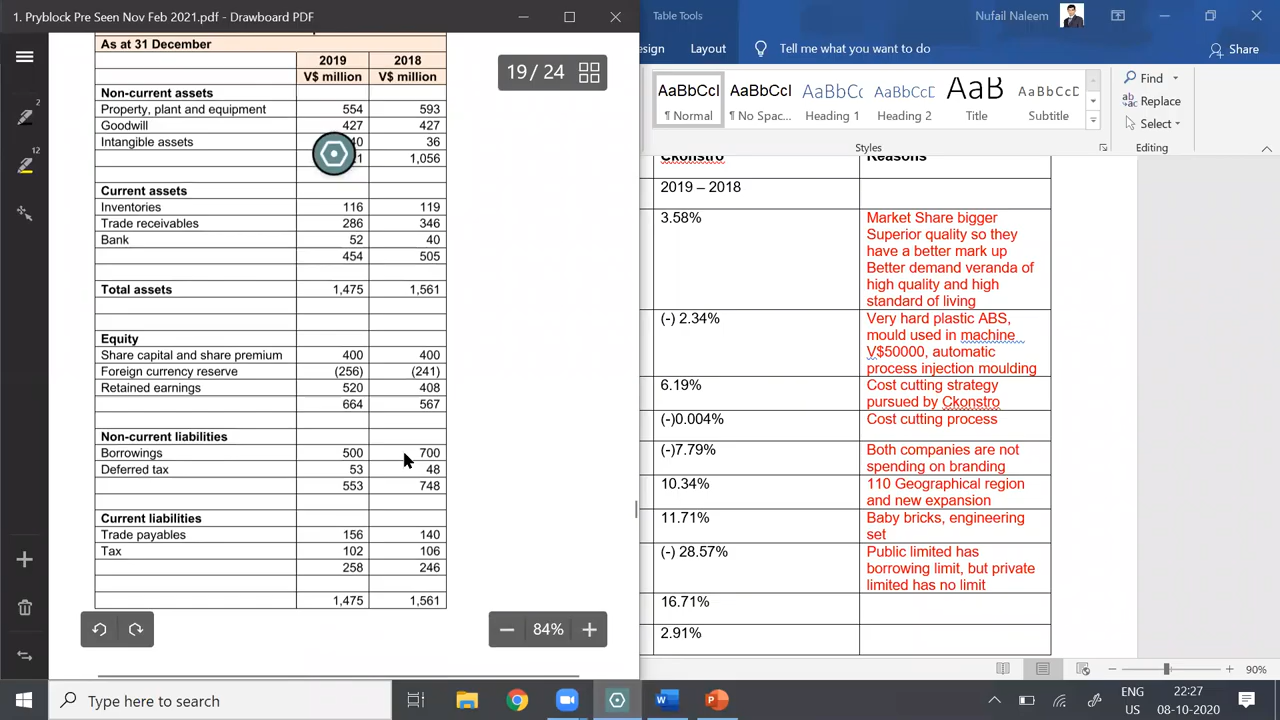 1. Pryblock Pre Seen Nov Feb 2021.pdf - Drawboard PDF
As at 31 December
2019 2018
V$ million V$ million
Non-current assets
Property, plant and equipment 554 593
Goodwill 427 427
Intangible assets 36
1,056
Current assets
Inventories 116 119
Trade receivables 286 346
Bank 52 40
454 505
Total assets 1,475 1,561
Equity
Share capital and share premium 400 400
Foreign currency reserve (256) (241)
Retained earnings 520 408
664 567
Non-current liabilities
Borrowings 500 700
Deferred tax 53 48
553 748
Current liabilities
Trade payables 156 140
Tax 102 106
258 246
1,475 1,561
19 / 24
84%
2
12
Table Tools
Nufail Naleem
Layout
Tell me what you want to do
Share
AaBbCcI AaBbCcI AaBbCc AaBbCcC AaB AaBbCcD
¶ Normal
¶ No Spac...
Heading 1
Heading 2
Title
Subtitle
Styles
Find
Replace
Select
Editing
Ckonstro Reasons
2019 – 2018
3.58% Market Share bigger
Superior quality so they
have a better mark up
Better demand veranda of
high quality and high
standard of living
(-) 2.34% Very hard plastic ABS,
mould used in machine
V$50000, automatic
process injection moulding
6.19% Cost cutting strategy
pursued by Ckonstro
(-)0.004% Cost cutting process
(-)7.79% Both companies are not
spending on branding
10.34% 110 Geographical region
and new expansion
11.71% Baby bricks, engineering
set
(-) 28.57% Public limited has
borrowing limit, but private
limited has no limit
16.71%
2.91%
90%
Type here to search
ENG
US
22:27
08-10-2020